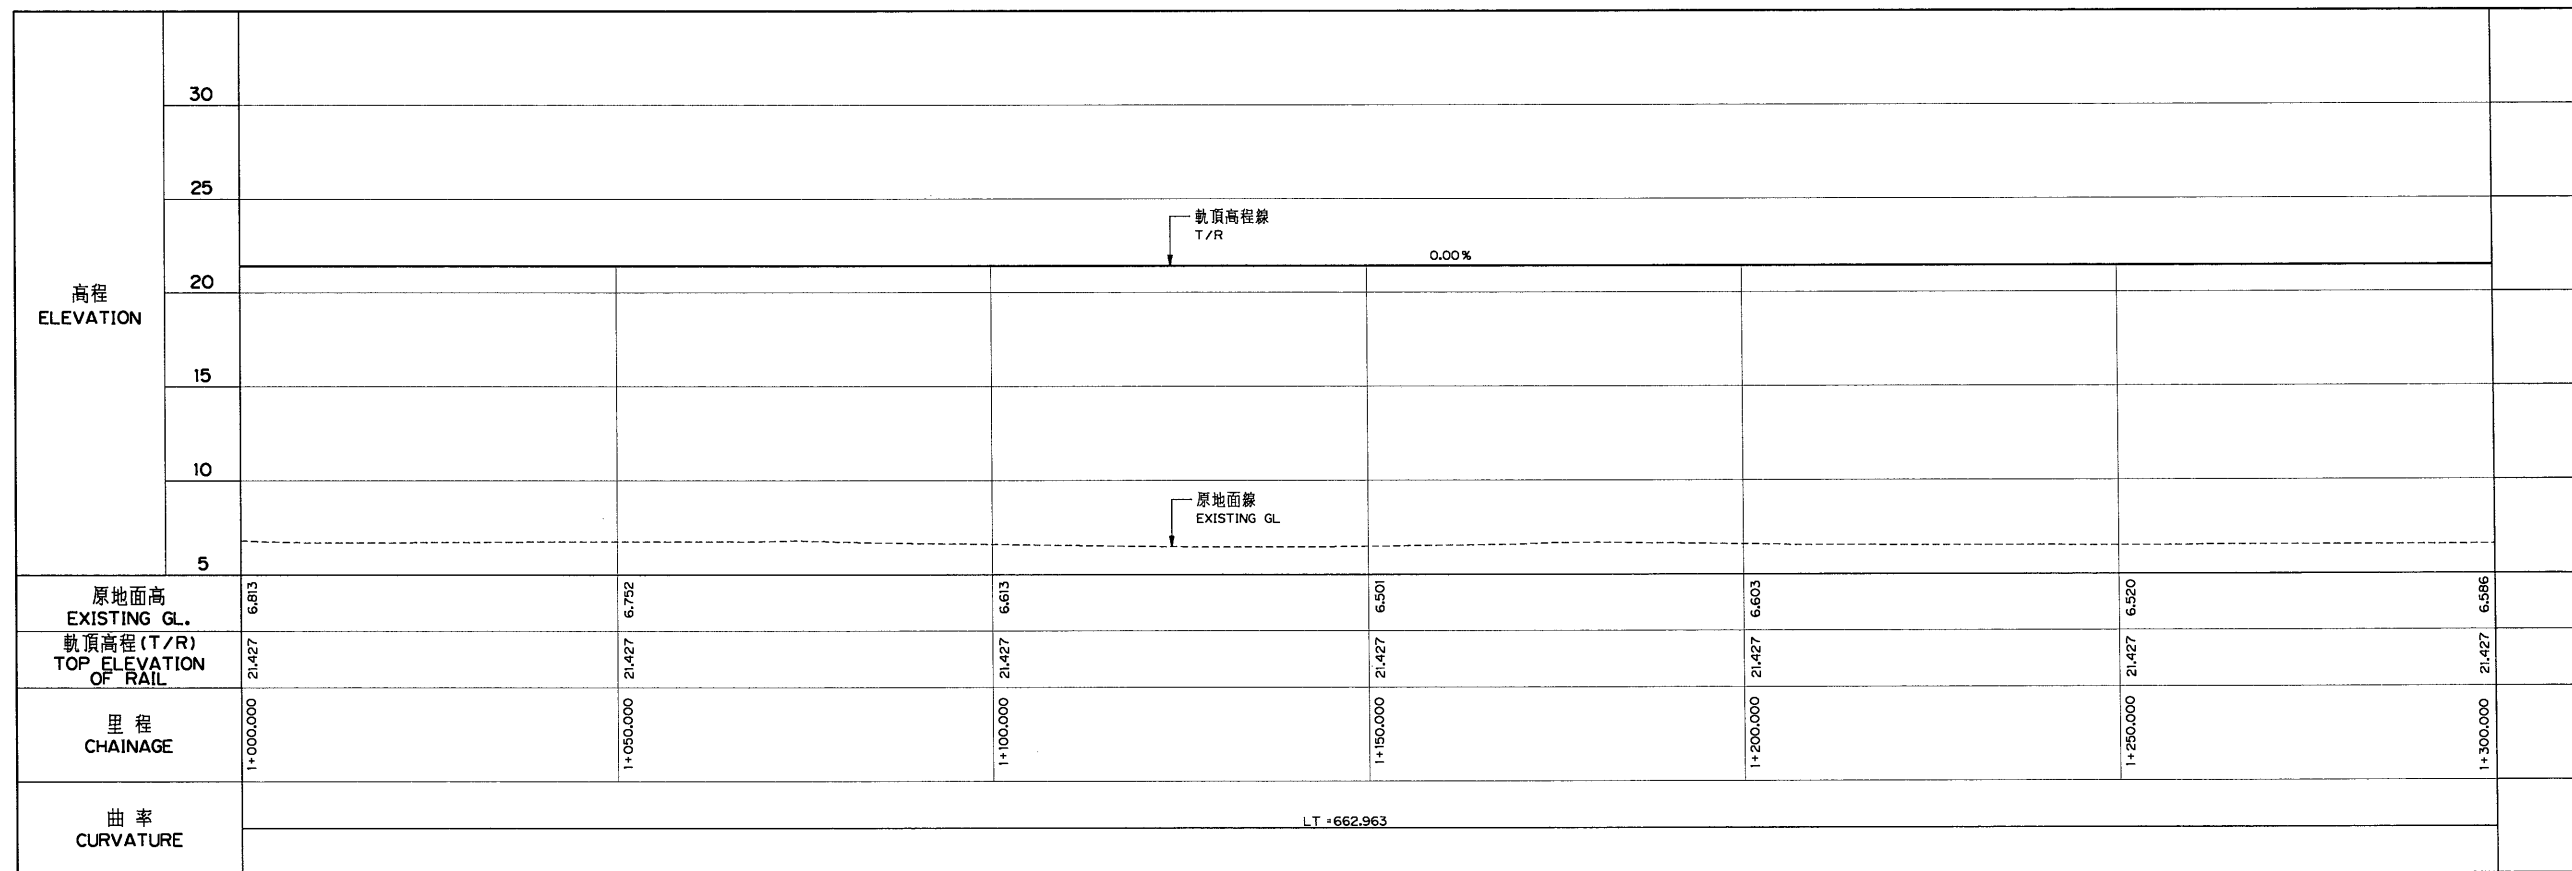 30
25
軌頂高程線
T/R
0.00%
20
高程
ELEVATION
15
10
原地面線
EXISTING GL
5
原地面高
EXISTING GL.
6.813
6.752
6.613
6.501
6.603
6.520
6.586
軌頂高程(T/R)
TOP ELEVATION
OF RAIL
21.427
21.427
21.427
21.427
21.427
21.427
21.427
里程
CHAINAGE
1+000.000
1+050.000
1+100.000
1+150.000
1+200.000
1+250.000
1+300.000
曲率
CURVATURE
LT=662.963